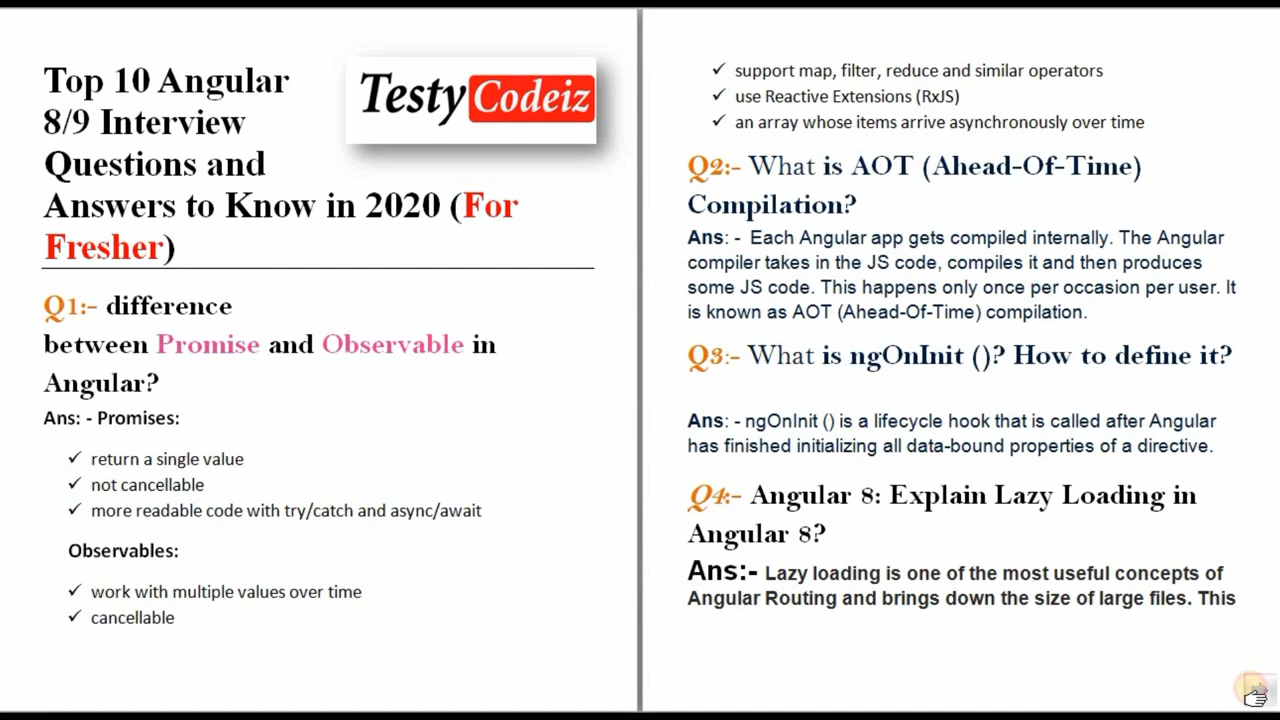 Top 10 Angular
8/9 Interview
Questions and
Answers to Know in 2020 (For
Fresher)
Testy Codeiz
Q1:- difference
between Promise and Observable in
Angular?
Ans: - Promises:
✓ return a single value
✓ not cancellable
✓ more readable code with try/catch and async/await
Observables:
✓ work with multiple values over time
✓ cancellable
✓ support map, filter, reduce and similar operators
✓ use Reactive Extensions (RxJS)
✓ an array whose items arrive asynchronously over time
Q2:- What is AOT (Ahead-Of-Time)
Compilation?
Ans: - Each Angular app gets compiled internally. The Angular
compiler takes in the JS code, compiles it and then produces
some JS code. This happens only once per occasion per user. It
is known as AOT (Ahead-Of-Time) compilation.
Q3:- What is ngOnInit ()? How to define it?
Ans: - ngOnInit () is a lifecycle hook that is called after Angular
has finished initializing all data-bound properties of a directive.
Q4:- Angular 8: Explain Lazy Loading in
Angular 8?
Ans:- Lazy loading is one of the most useful concepts of
Angular Routing and brings down the size of large files. This